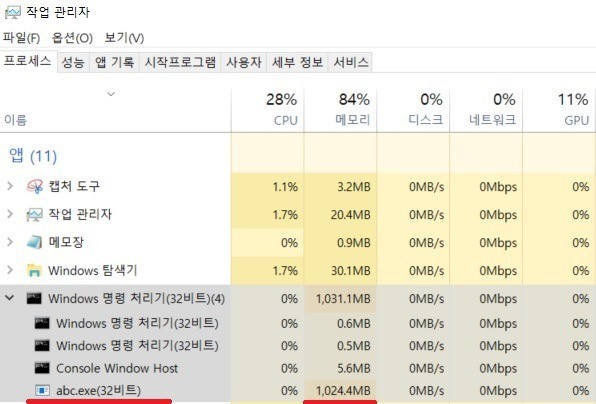 작업 관리자
파일(F) 옵션(O) 보기(V)
프로세스 성능 앱 기록 시작프로그램 사용자 세부 정보 서비스
28% 84% 0% 0% 11%
이름 CPU 메모리 디스크 네트워크 GPU
앱 (11)
캡처 도구 1.1% 3.2MB 0MB/s 0Mbps 0%
작업 관리자 1.7% 20.4MB 0MB/s 0Mbps 0%
메모장 0% 0.9MB 0MB/s 0Mbps 0%
Windows 탐색기 1.7% 30.1MB 0MB/s 0Mbps 0%
Windows 명령 처리기(32비트)(4) 0% 1,031.1MB 0MB/s 0Mbps 0%
Windows 명령 처리기(32비트) 0% 0.6MB 0MB/s 0Mbps 0%
Windows 명령 처리기(32비트) 0% 0.5MB 0MB/s 0Mbps 0%
Console Window Host 0% 5.6MB 0MB/s 0Mbps 0%
abc.exe(32비트) 0% 1,024.4MB 0MB/s 0Mbps 0%